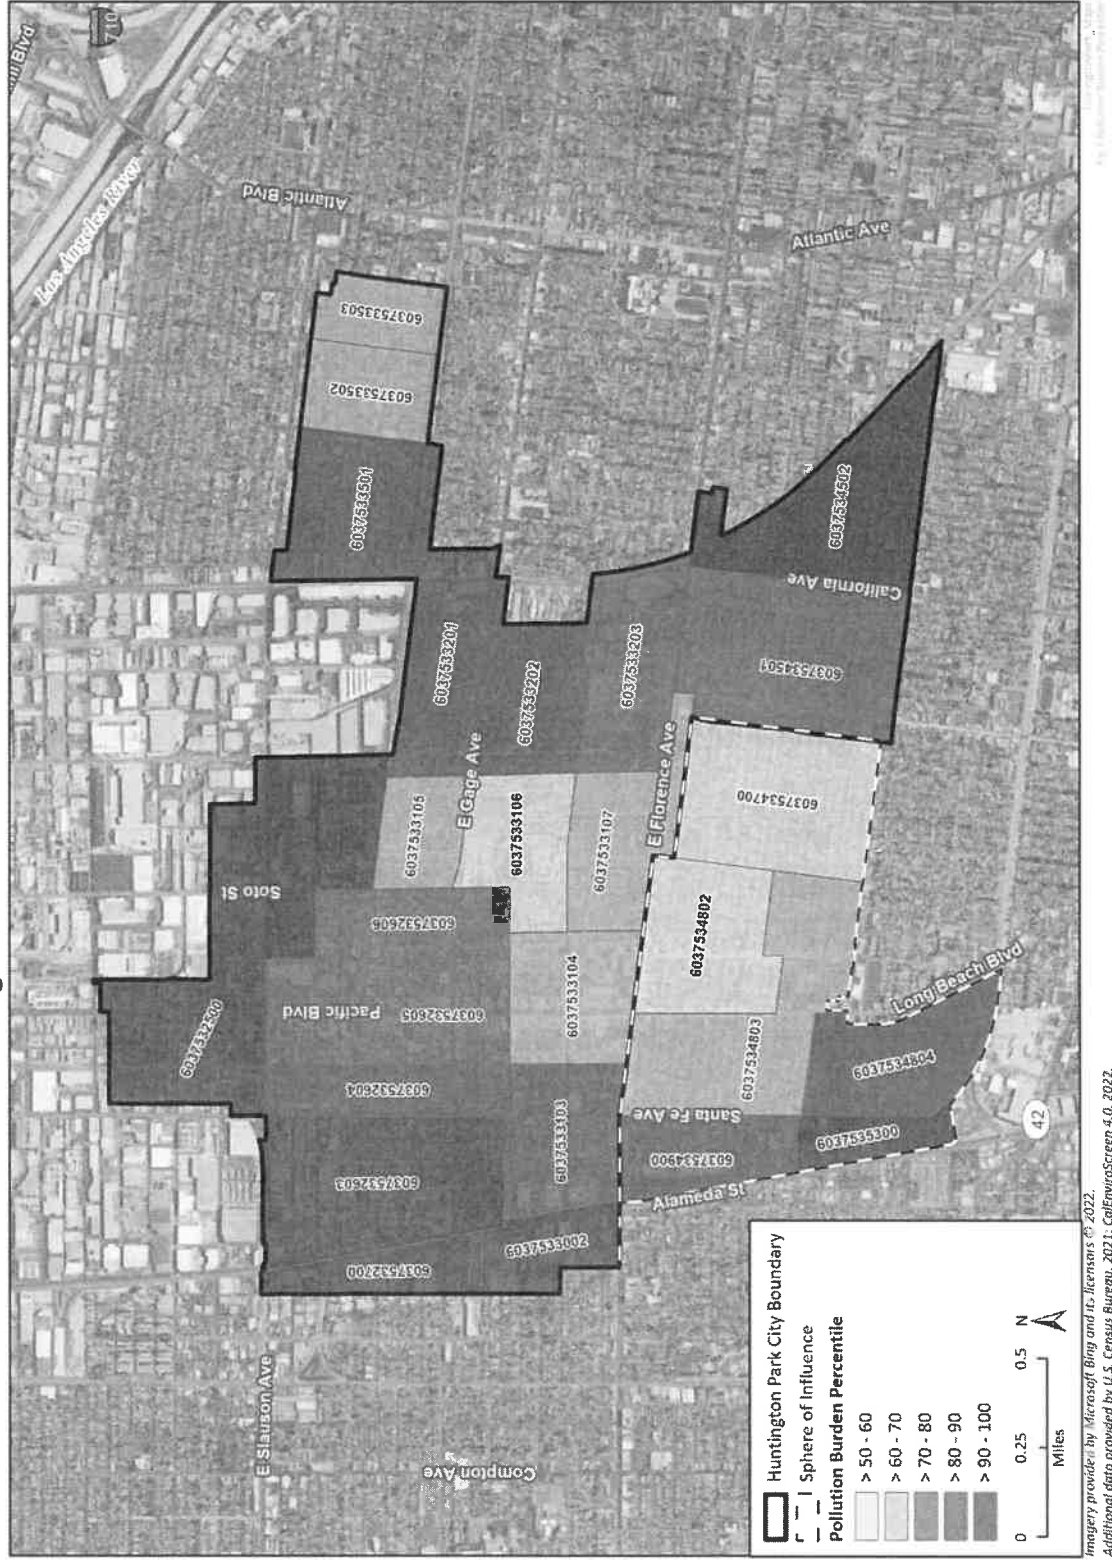 710
Los Angeles River
Atlantic Blvd
Atlantic Ave
6037533503
6037533502
6037533501
6037534502
California Ave
6037533201
6037533202
6037533203
6037534501
E Gage Ave
E Florence Ave
6037533105
6037533106
6037533107
6037534700
Soto St
6037532606
6037534802
6037532500
Pacific Blvd
6037532605
6037533104
6037534803
Long Beach Blvd
6037532604
6037533103
Santa Fe Ave
6037534804
6037532603
6037534900
6037535300
42
Alameda St
6037532700
6037533002
E Slauson Ave
Compton Ave
Huntington Park City Boundary
Sphere of Influence
Pollution Burden Percentile
> 50 - 60
> 60 - 70
> 70 - 80
> 80 - 90
> 90 - 100
0 0.25 0.5 N
Miles
Imagery provided by Microsoft Bing and its licensors © 2022.
Additional data provided by U.S. Census Bureau, 2021; CalEnviroScreen 4.0, 2022.